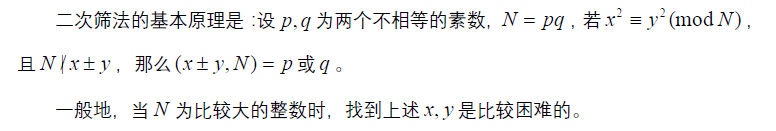 二次筛法的基本原理是：设 p, q 为两个不相等的素数，N = pq，若 x² ≡ y² (mod N)，
且 N ∤ x ± y，那么 (x ± y, N) = p 或 q 。
一般地，当 N 为比较大的整数时，找到上述 x, y 是比较困难的。